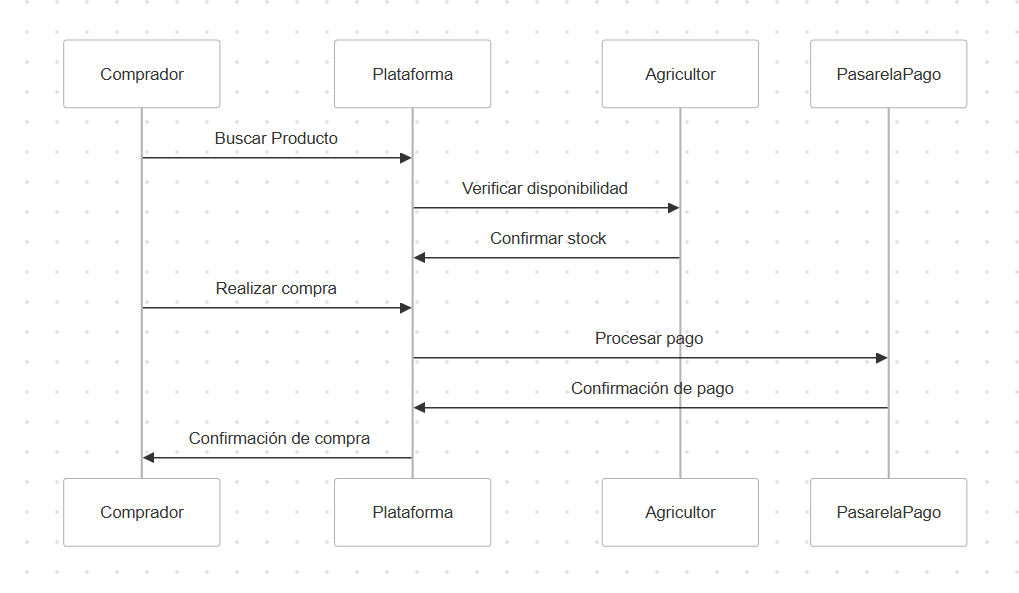 Comprador
Plataforma
Agricultor
PasarelaPago
Buscar Producto
Verificar disponibilidad
Confirmar stock
Realizar compra
Procesar pago
Confirmación de pago
Confirmación de compra
Comprador
Plataforma
Agricultor
PasarelaPago